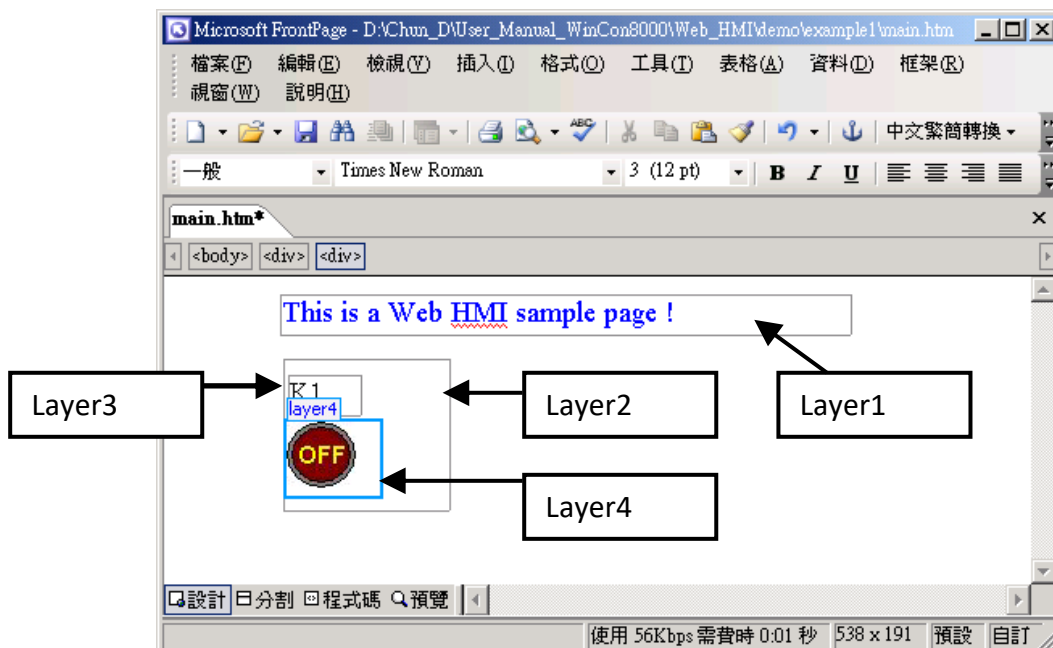 Microsoft FrontPage - D:\Chun_D\User_Manual_WinCon8000\Web_HMI\demo\example1\main.htm
檔案(F) 編輯(E) 檢視(V) 插入(I) 格式(O) 工具(T) 表格(A) 資料(D) 框架(R)
視窗(W) 說明(H)
ABC 中文繁簡轉換
一般 Times New Roman 3 (12 pt) B I U
main.htm*
<body> <div> <div>
This is a Web HMI sample page !
Layer3
K1
layer4
OFF
Layer2
Layer1
Layer4
設計 分割 程式碼 預覽
使用 56Kbps 需費時 0:01 秒 538 x 191 預設 自訂